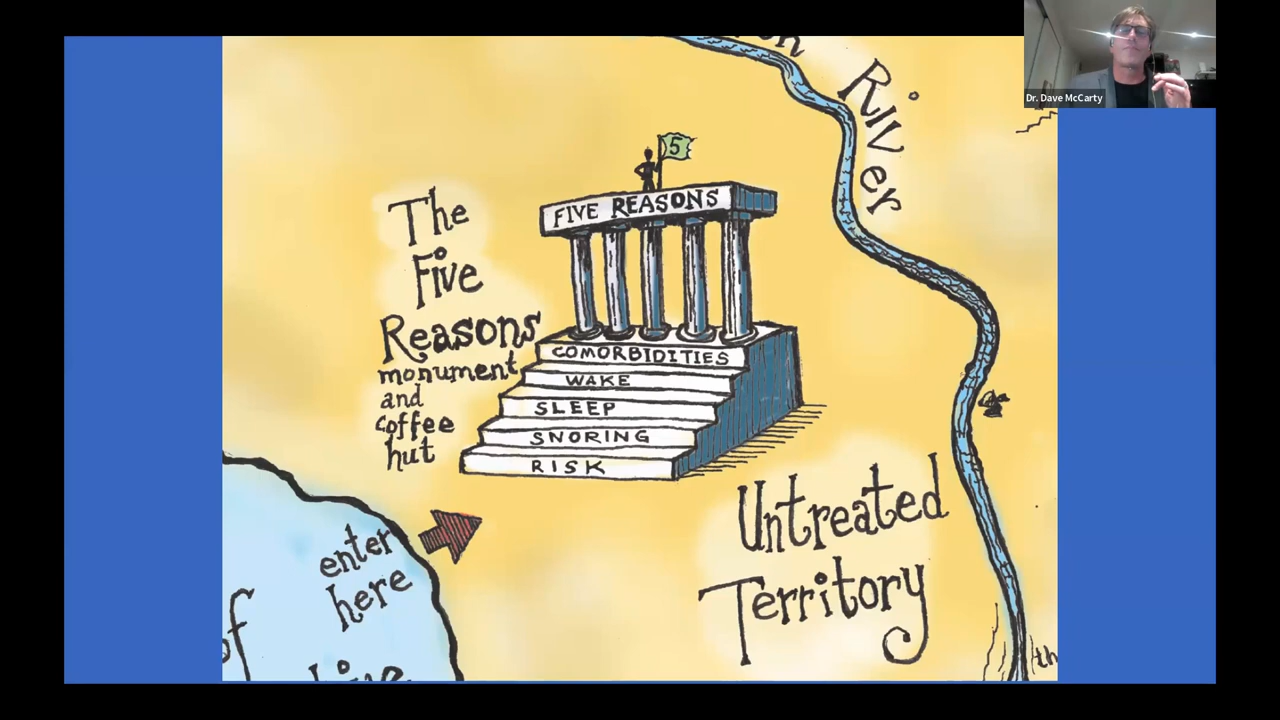 River
Dr. Dave McCarty
5
FIVE REASONS
The
Five
Reasons
monument
and
coffee
hut
COMORBIDITIES
WAKE
SLEEP
SNORING
RISK
Untreated
Territory
enter
here
of